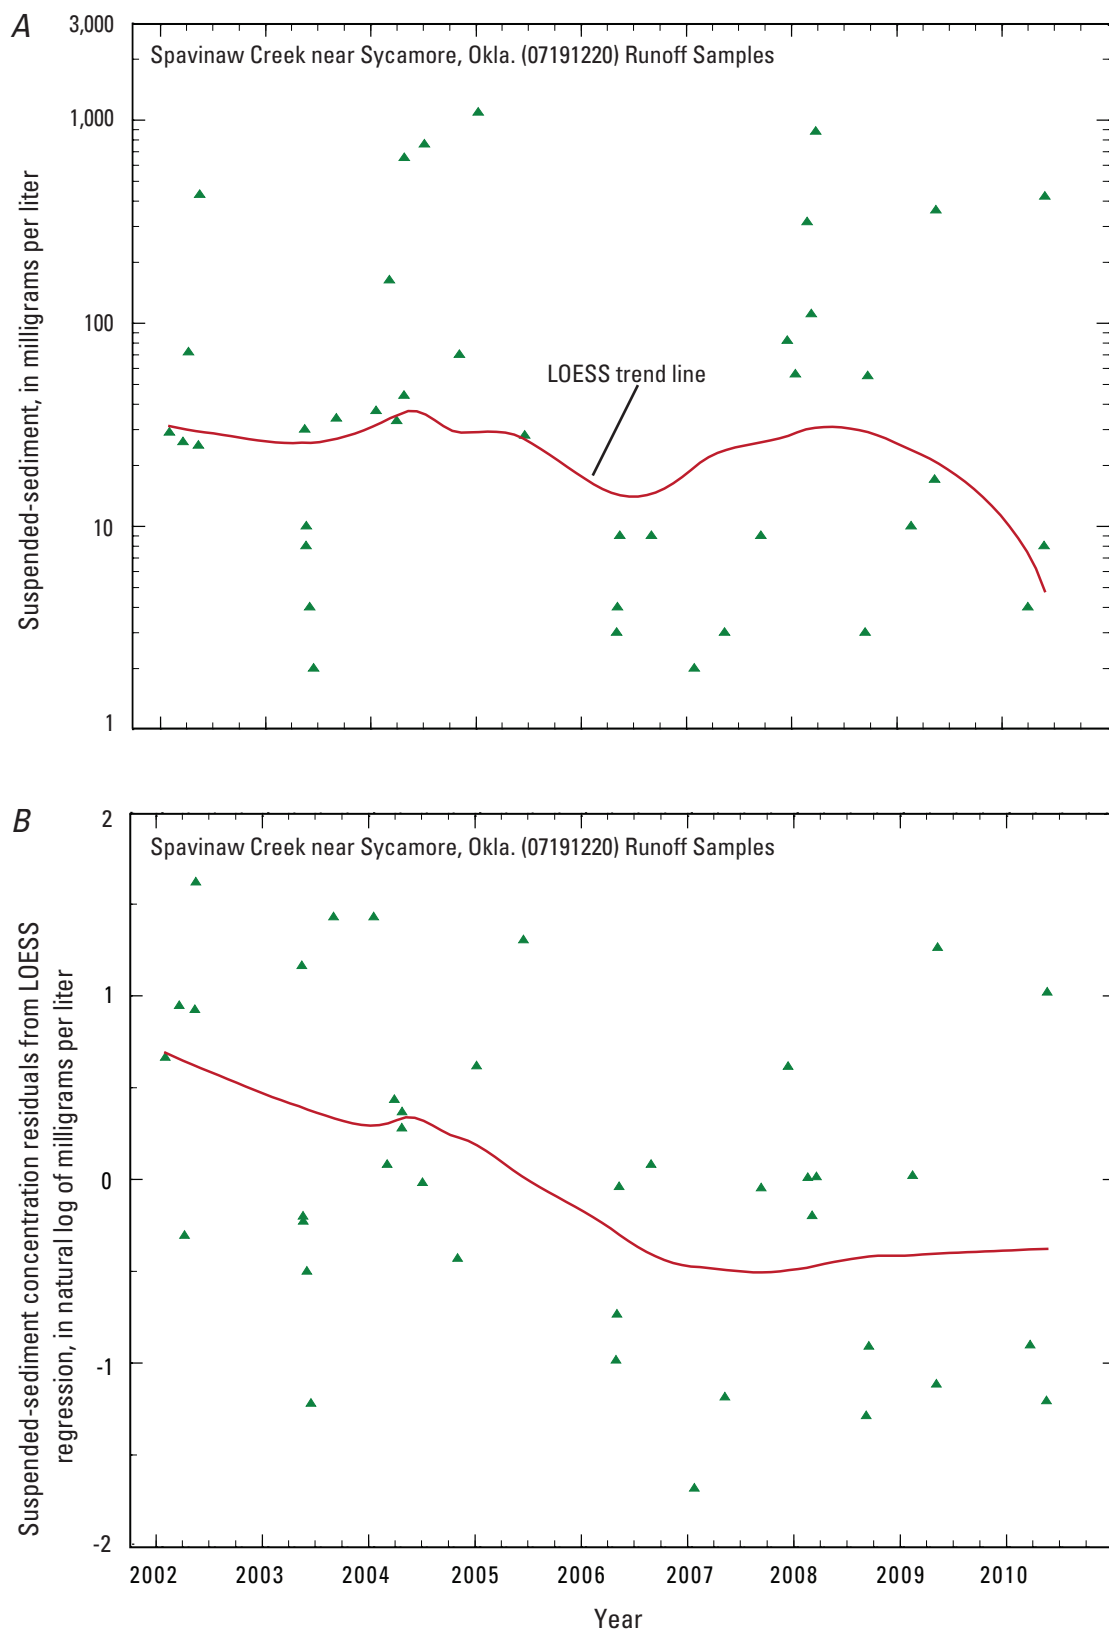 A
3,000
Spavinaw Creek near Sycamore, Okla. (07191220) Runoff Samples
1,000
100
10
1
Suspended-sediment, in milligrams per liter
LOESS trend line
B
2
Spavinaw Creek near Sycamore, Okla. (07191220) Runoff Samples
1
0
-1
-2
Suspended-sediment concentration residuals from LOESS
regression, in natural log of milligrams per liter
2002 2003 2004 2005 2006 2007 2008 2009 2010
Year